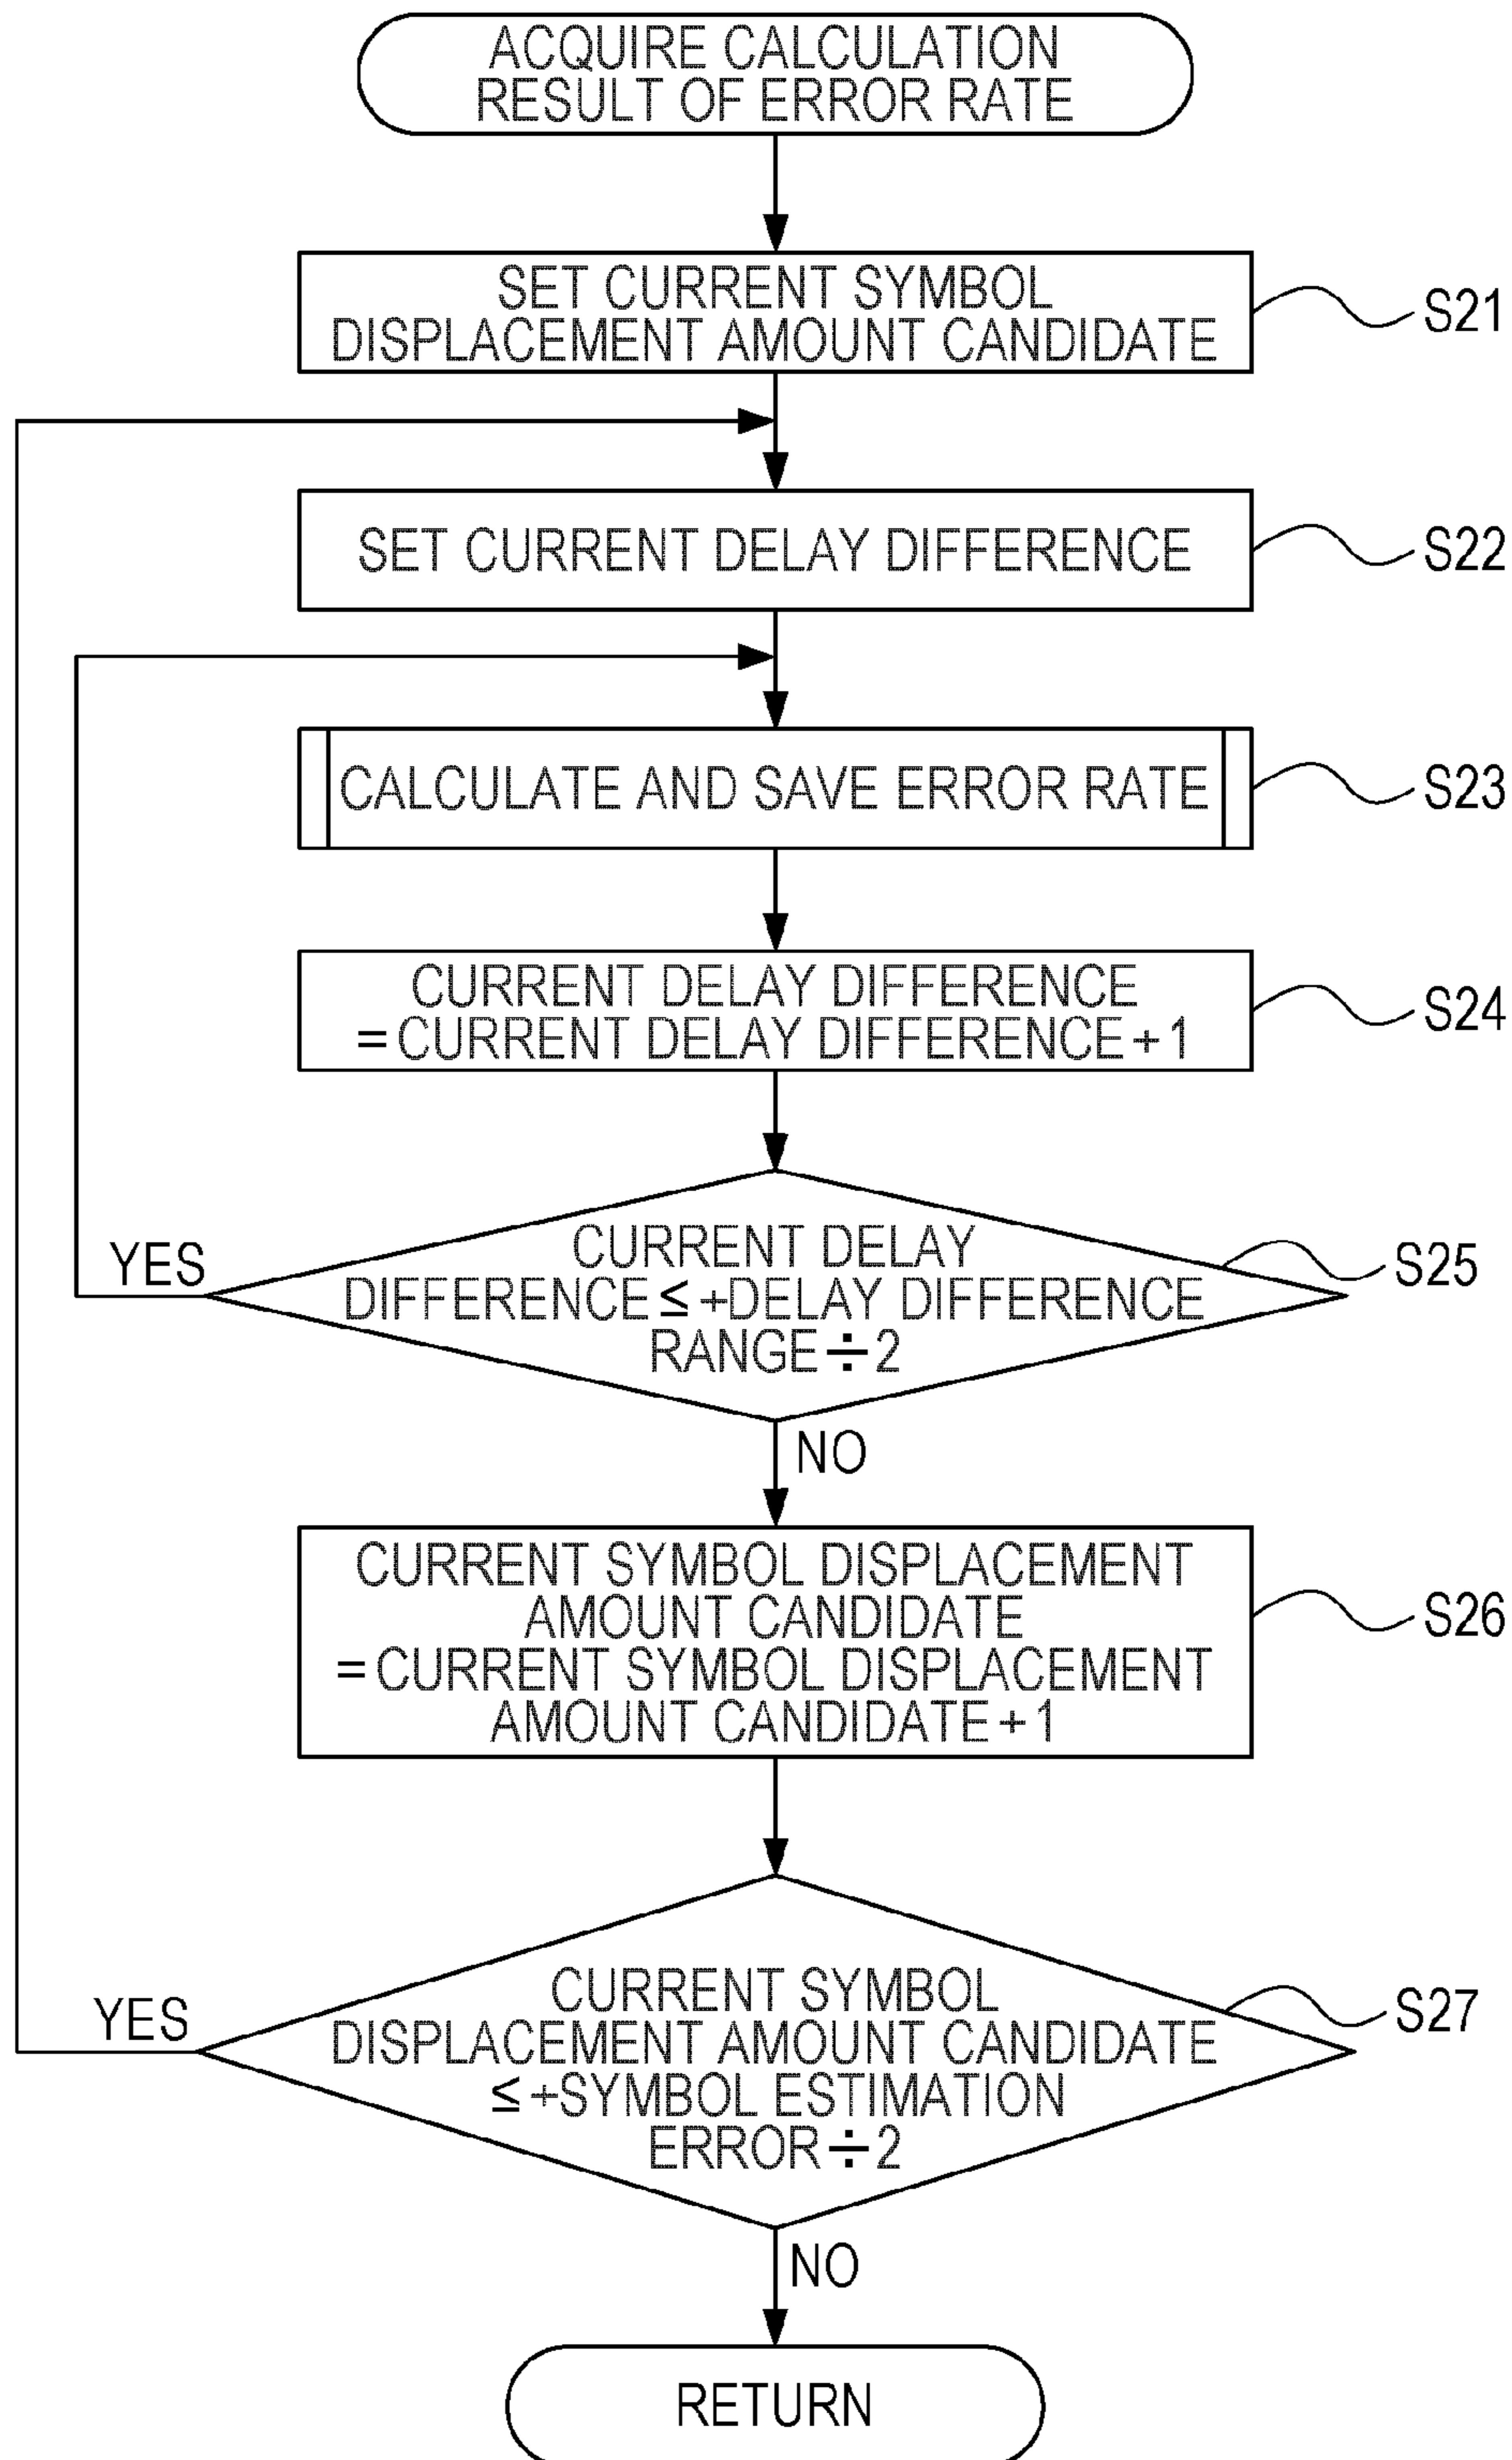 ACQUIRE CALCULATION
RESULT OF ERROR RATE
SET CURRENT SYMBOL
DISPLACEMENT AMOUNT CANDIDATE
S21
SET CURRENT DELAY DIFFERENCE
S22
CALCULATE AND SAVE ERROR RATE
S23
CURRENT DELAY DIFFERENCE
=CURRENT DELAY DIFFERENCE+1
S24
CURRENT DELAY
DIFFERENCE≤+DELAY DIFFERENCE
RANGE÷2
S25
YES
NO
CURRENT SYMBOL DISPLACEMENT
AMOUNT CANDIDATE
=CURRENT SYMBOL DISPLACEMENT
AMOUNT CANDIDATE+1
S26
CURRENT SYMBOL
DISPLACEMENT AMOUNT CANDIDATE
≤+SYMBOL ESTIMATION
ERROR÷2
S27
YES
NO
RETURN